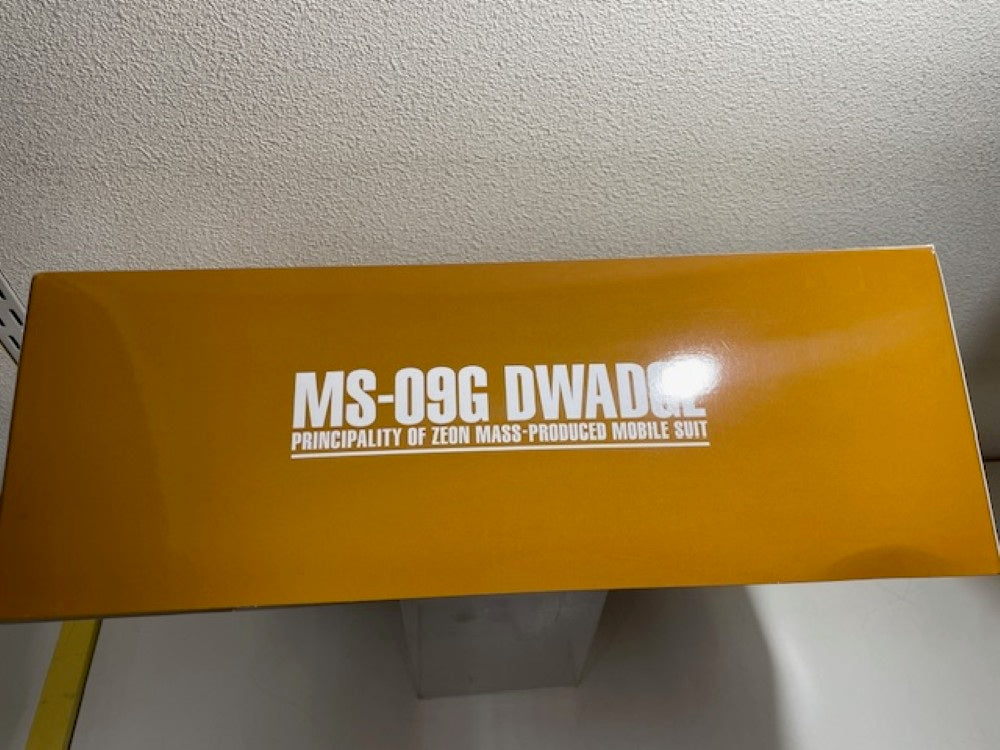 MS-09G DWADGE
PRINCIPALITY OF ZEON MASS-PRODUCED MOBILE SUIT